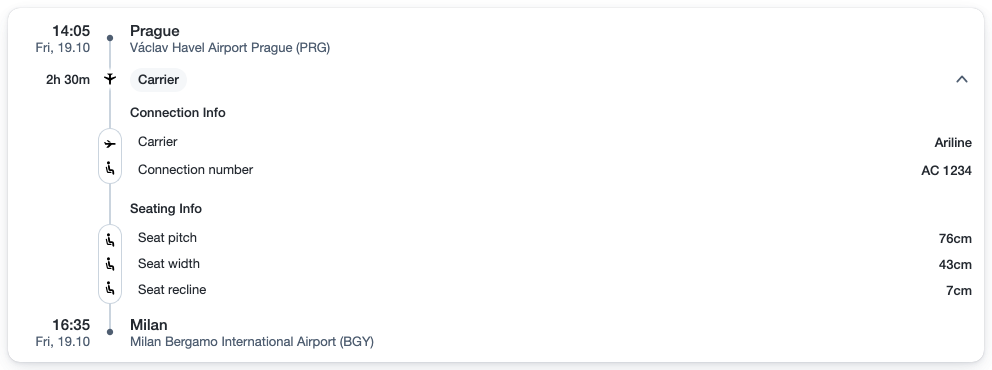 14:05 Prague
Fri, 19.10 Václav Havel Airport Prague (PRG)
2h 30m Carrier
Connection Info
Carrier Ariline
Connection number AC 1234
Seating Info
Seat pitch 76cm
Seat width 43cm
Seat recline 7cm
16:35 Milan
Fri, 19.10 Milan Bergamo International Airport (BGY)